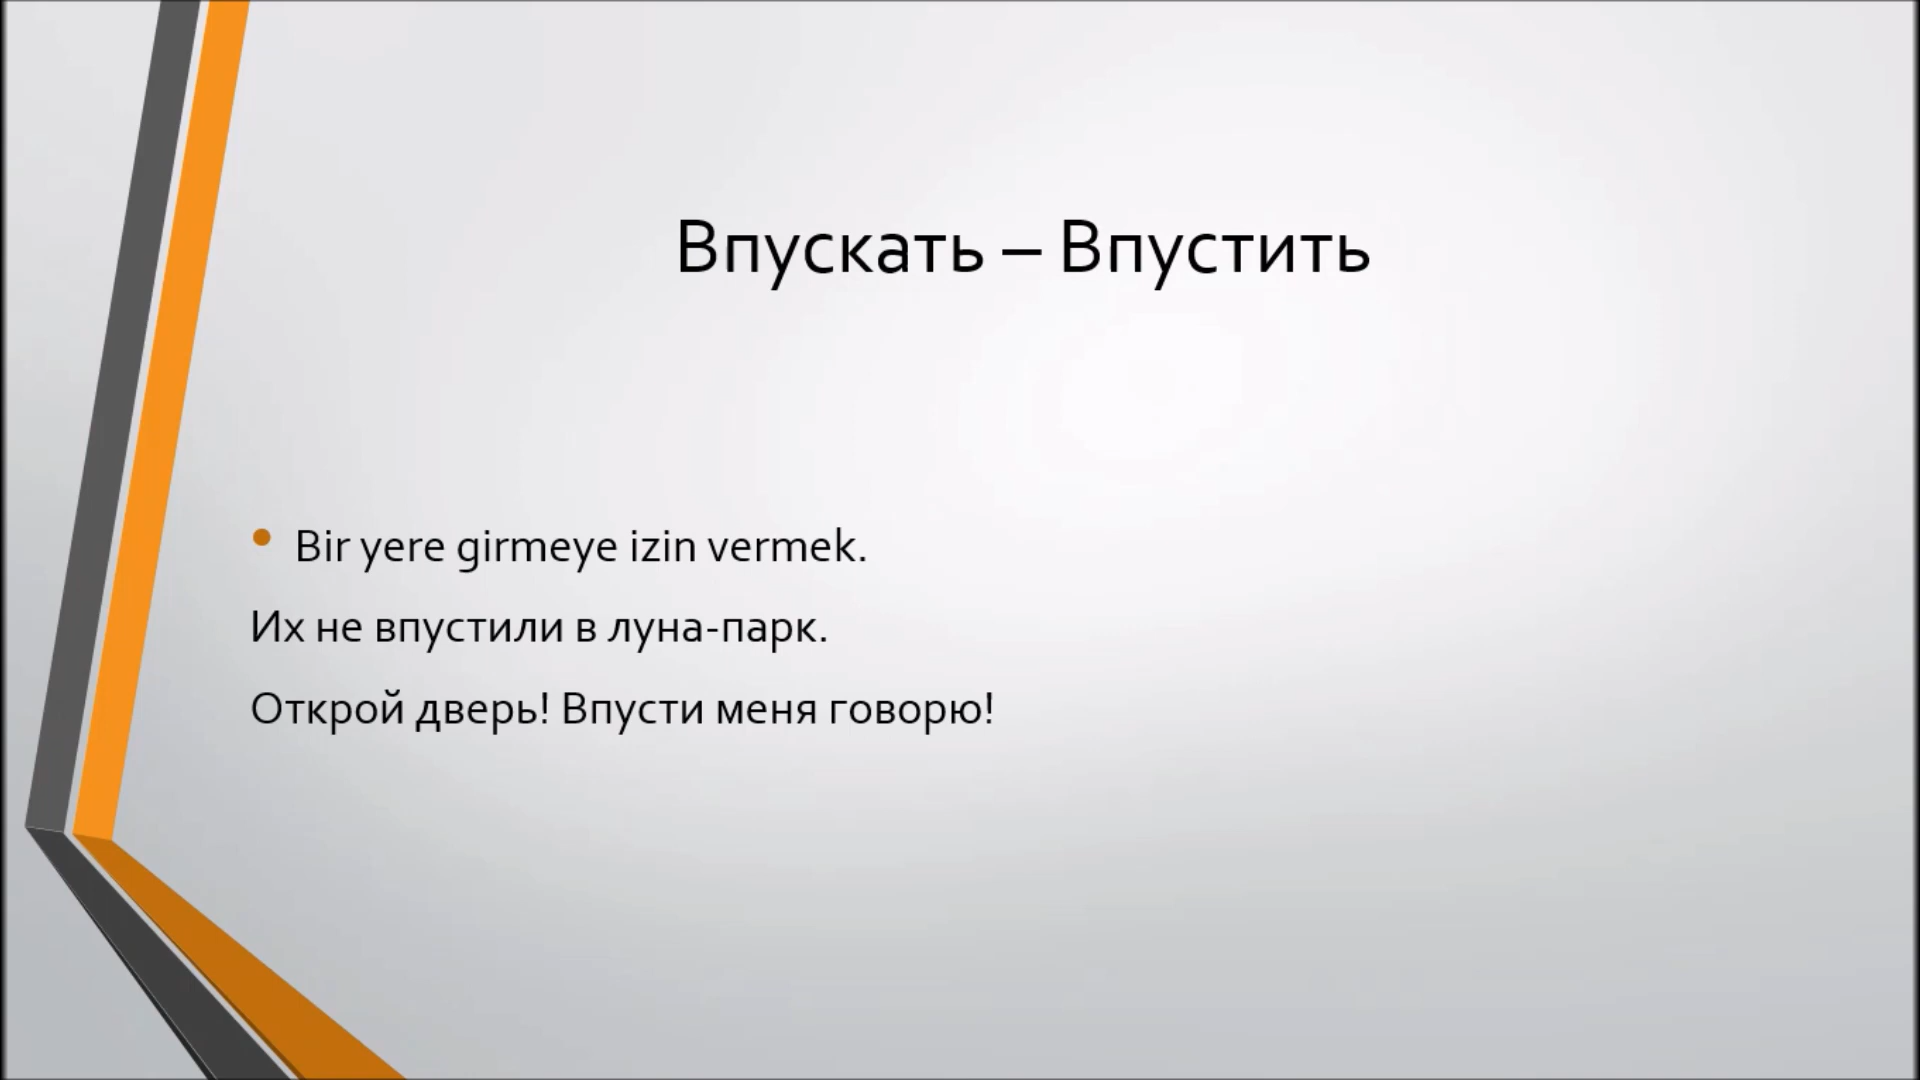 Впускать – Впустить
Bir yere girmeye izin vermek.
Их не впустили в луна-парк.
Открой дверь! Впусти меня говорю!